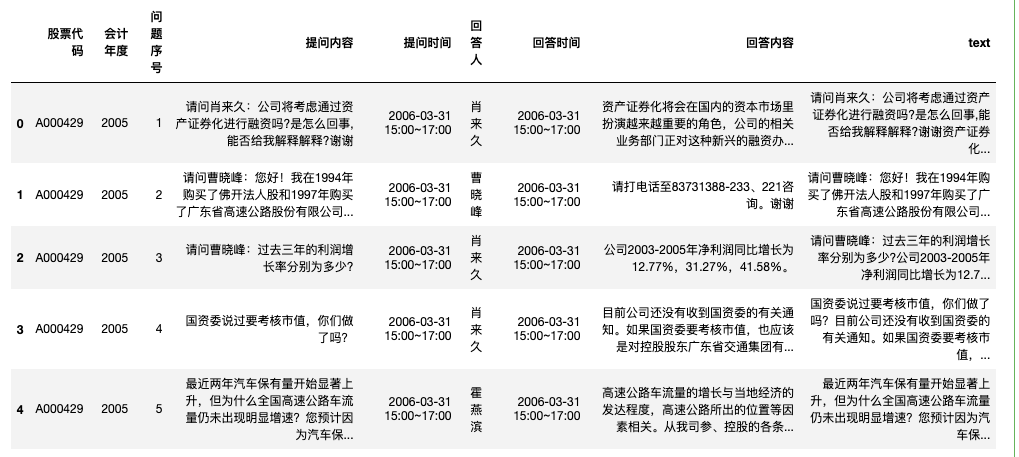 股票代码 会计年度 问题序号 提问内容 提问时间 回答人 回答时间 回答内容 text
0 A000429 2005 1 请问肖来久：公司将考虑通过资产证券化进行融资吗?是怎么回事,能否给我解释解释?谢谢 2006-03-31 15:00~17:00 肖来久 2006-03-31 15:00~17:00 资产证券化将会在国内的资本市场里扮演越来越重要的角色，公司的相关业务部门正对这种新兴的融资办... 请问肖来久：公司将考虑通过资产证券化进行融资吗?是怎么回事,能否给我解释解释?谢谢资产证券化...
1 A000429 2005 2 请问曹晓峰：您好！我在1994年购买了佛开法人股和1997年购买了广东省高速公路股份有限公司... 2006-03-31 15:00~17:00 曹晓峰 2006-03-31 15:00~17:00 请打电话至83731388-233、221咨询。谢谢 请问曹晓峰：您好！我在1994年购买了佛开法人股和1997年购买了广东省高速公路股份有限公司...
2 A000429 2005 3 请问曹晓峰：过去三年的利润增长率分别为多少? 2006-03-31 15:00~17:00 肖来久 2006-03-31 15:00~17:00 公司2003-2005年净利润同比增长为12.77%，31.27%，41.58%。 请问曹晓峰：过去三年的利润增长率分别为多少?公司2003-2005年净利润同比增长为12.7...
3 A000429 2005 4 国资委说过要考核市值，你们做了吗？ 2006-03-31 15:00~17:00 肖来久 2006-03-31 15:00~17:00 目前公司还没有收到国资委的有关通知。如果国资委要考核市值，也应该是对控股股东广东省交通集团有... 国资委说过要考核市值，你们做了吗？目前公司还没有收到国资委的有关通知。如果国资委要考核市值，...
4 A000429 2005 5 最近两年汽车保有量开始显著上升，但为什么全国高速公路车流量仍未出现明显增速？您预计因为汽车保... 2006-03-31 15:00~17:00 霍燕滨 2006-03-31 15:00~17:00 高速公路车流量的增长与当地经济的发达程度，高速公路所出的位置等因素相关。从我司参、控股的各条... 最近两年汽车保有量开始显著上升，但为什么全国高速公路车流量仍未出现明显增速？您预计因为汽车保...